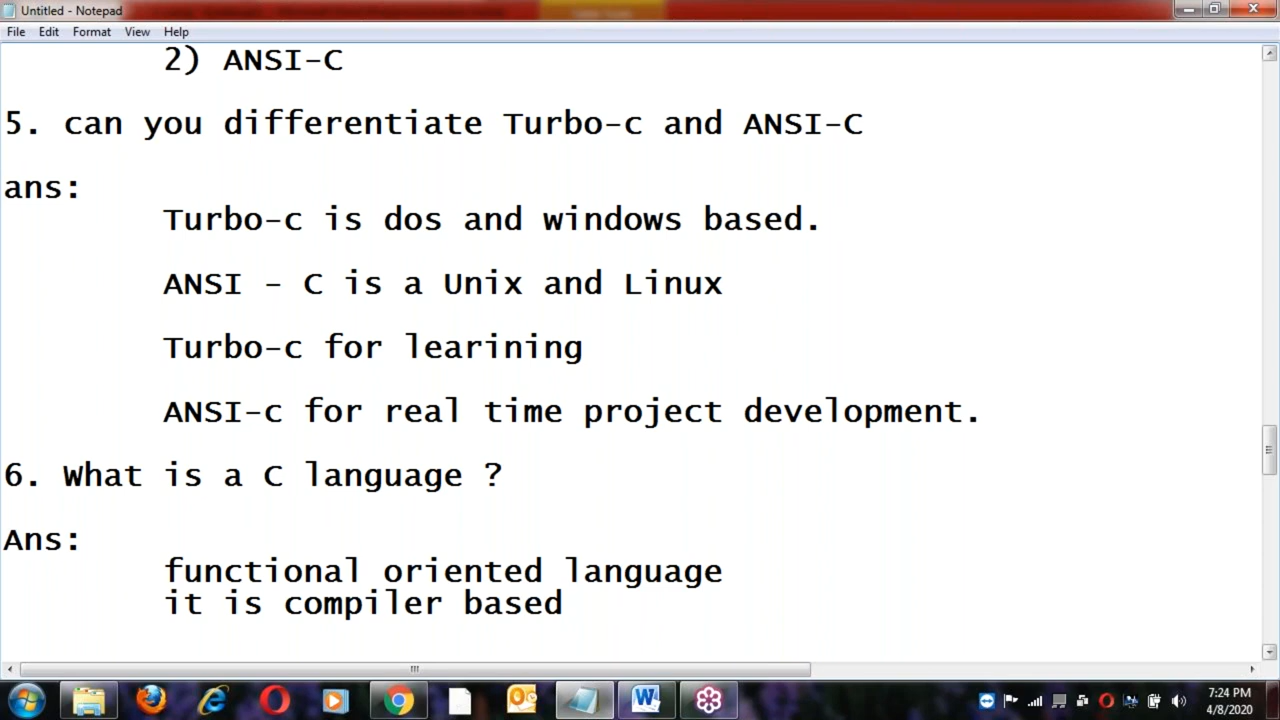 Untitled - Notepad
File Edit Format View Help
2) ANSI-C
5. can you differentiate Turbo-c and ANSI-C
ans:
Turbo-c is dos and windows based.
ANSI - C is a Unix and Linux
Turbo-c for learining
ANSI-c for real time project development.
6. What is a C language ?
Ans:
functional oriented language
it is compiler based
7:24 PM
4/8/2020